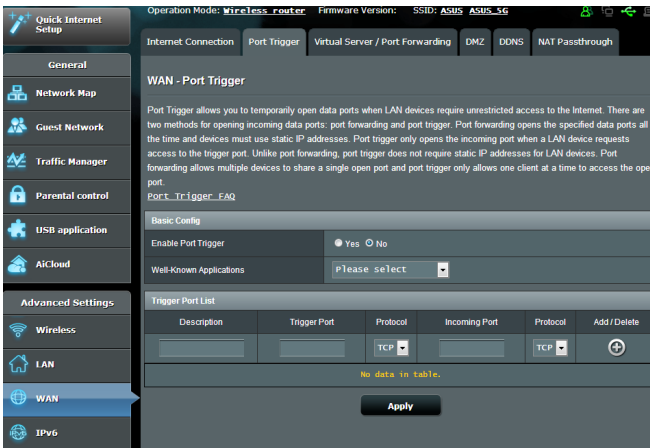 Quick Internet
Setup
Operation Mode: Wireless router Firmware Version: SSID: ASUS ASUS_5G
Internet Connection Port Trigger Virtual Server / Port Forwarding DMZ DDNS NAT Passthrough
General
Network Map
Guest Network
Traffic Manager
Parental control
USB application
AiCloud
Advanced Settings
Wireless
LAN
WAN
IPv6
WAN - Port Trigger
Port Trigger allows you to temporarily open data ports when LAN devices require unrestricted access to the Internet. There are
two methods for opening incoming data ports: port forwarding and port trigger. Port forwarding opens the specified data ports all
the time and devices must use static IP addresses. Port trigger only opens the incoming port when a LAN device requests
access to the trigger port. Unlike port forwarding, port trigger does not require static IP addresses for LAN devices. Port
forwarding allows multiple devices to share a single open port and port trigger only allows one client at a time to access the ope
port.
Port Trigger FAQ
Basic Config
Enable Port Trigger Yes No
Well-Known Applications Please select
Trigger Port List
Description Trigger Port Protocol Incoming Port Protocol Add / Delete
TCP TCP
No data in table.
Apply